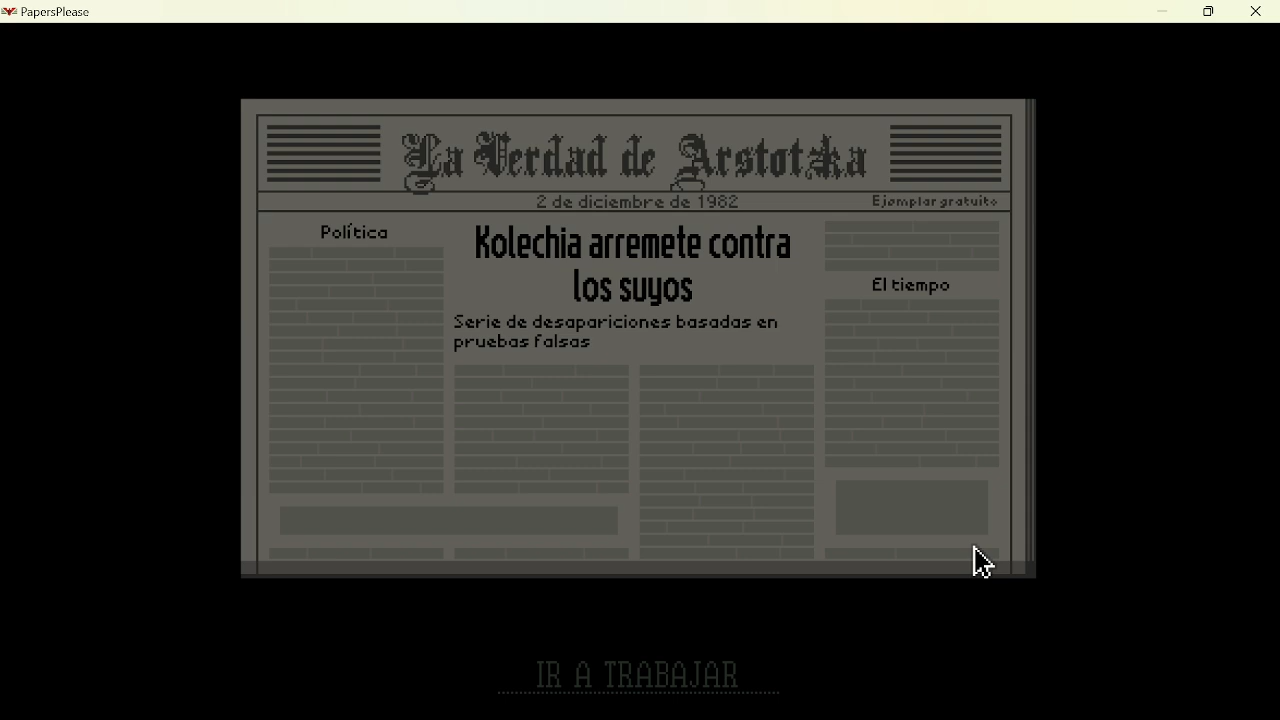 PapersPlease
La Verdad de Arstotzka
2 de diciembre de 1982
Ejemplar gratuito
Política
Kolechia arremete contra
los suyos
Serie de desapariciones basadas en
pruebas falsas
El tiempo
IR A TRABAJAR